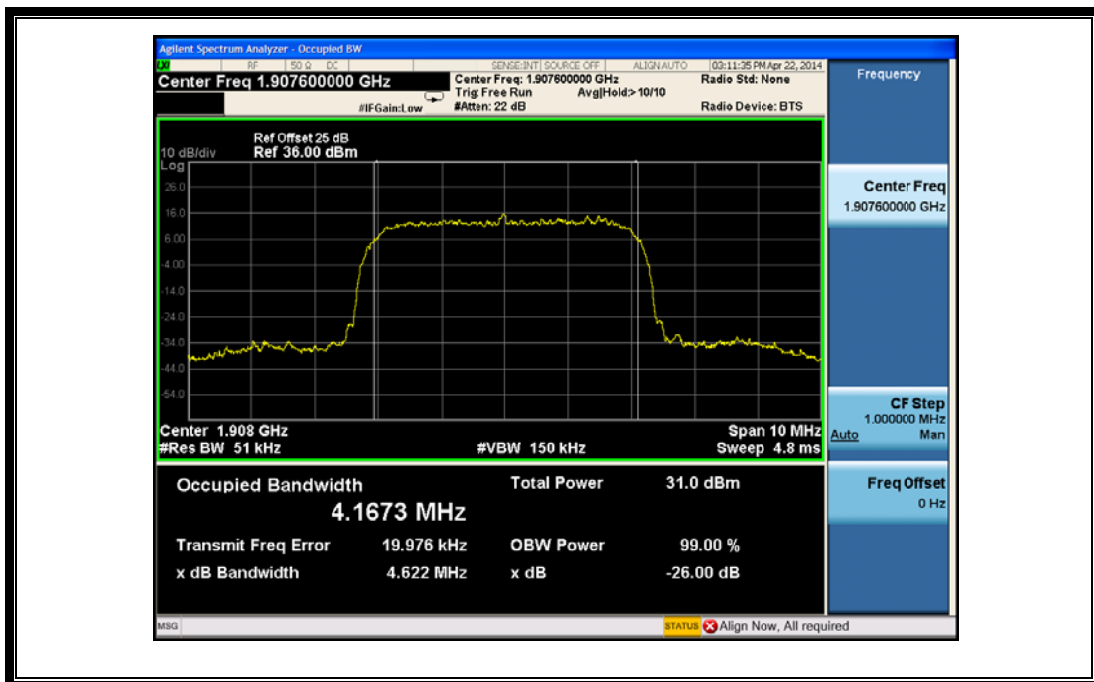 Agilent Spectrum Analyzer - Occupied BW
LXI RF 50 Ω DC SENSE:INT SOURCE OFF ALIGNAUTO 03:11:35 PM Apr 22, 2014
Center Freq 1.907600000 GHz
Center Freq: 1.907600000 GHz
Radio Std: None
Trig: Free Run Avg|Hold:> 10/10
#IFGain:Low
#Atten: 22 dB
Radio Device: BTS
Frequency
Ref Offset 25 dB
10 dB/div Ref 36.00 dBm
Log
26.0
16.0
6.00
-4.00
-14.0
-24.0
-34.0
-44.0
-54.0
Center 1.908 GHz
Span 10 MHz
#Res BW 51 kHz
#VBW 150 kHz
Sweep 4.8 ms
Center Freq
1.907600000 GHz
CF Step
1.000000 MHz
Auto Man
Freq Offset
0 Hz
Occupied Bandwidth
4.1673 MHz
Total Power 31.0 dBm
Transmit Freq Error 19.976 kHz
OBW Power 99.00 %
x dB Bandwidth 4.622 MHz
x dB -26.00 dB
MSG
STATUS Align Now, All required